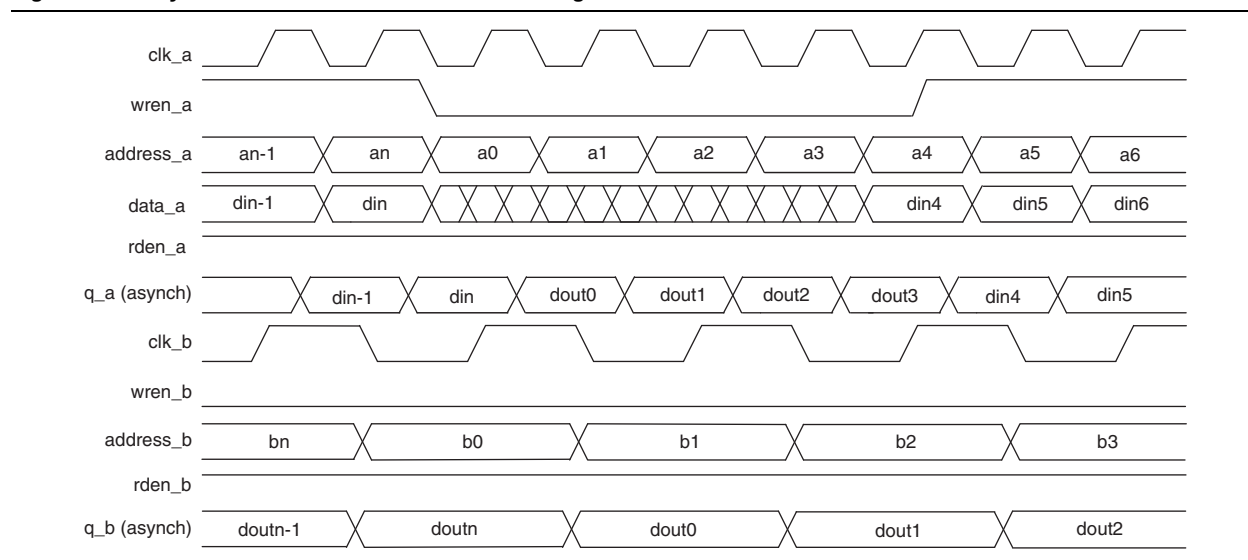 clk_a
wren_a
address_a an-1 an a0 a1 a2 a3 a4 a5 a6
data_a din-1 din din4 din5 din6
rden_a
q_a (asynch) din-1 din dout0 dout1 dout2 dout3 din4 din5
clk_b
wren_b
address_b bn b0 b1 b2 b3
rden_b
q_b (asynch) doutn-1 doutn dout0 dout1 dout2